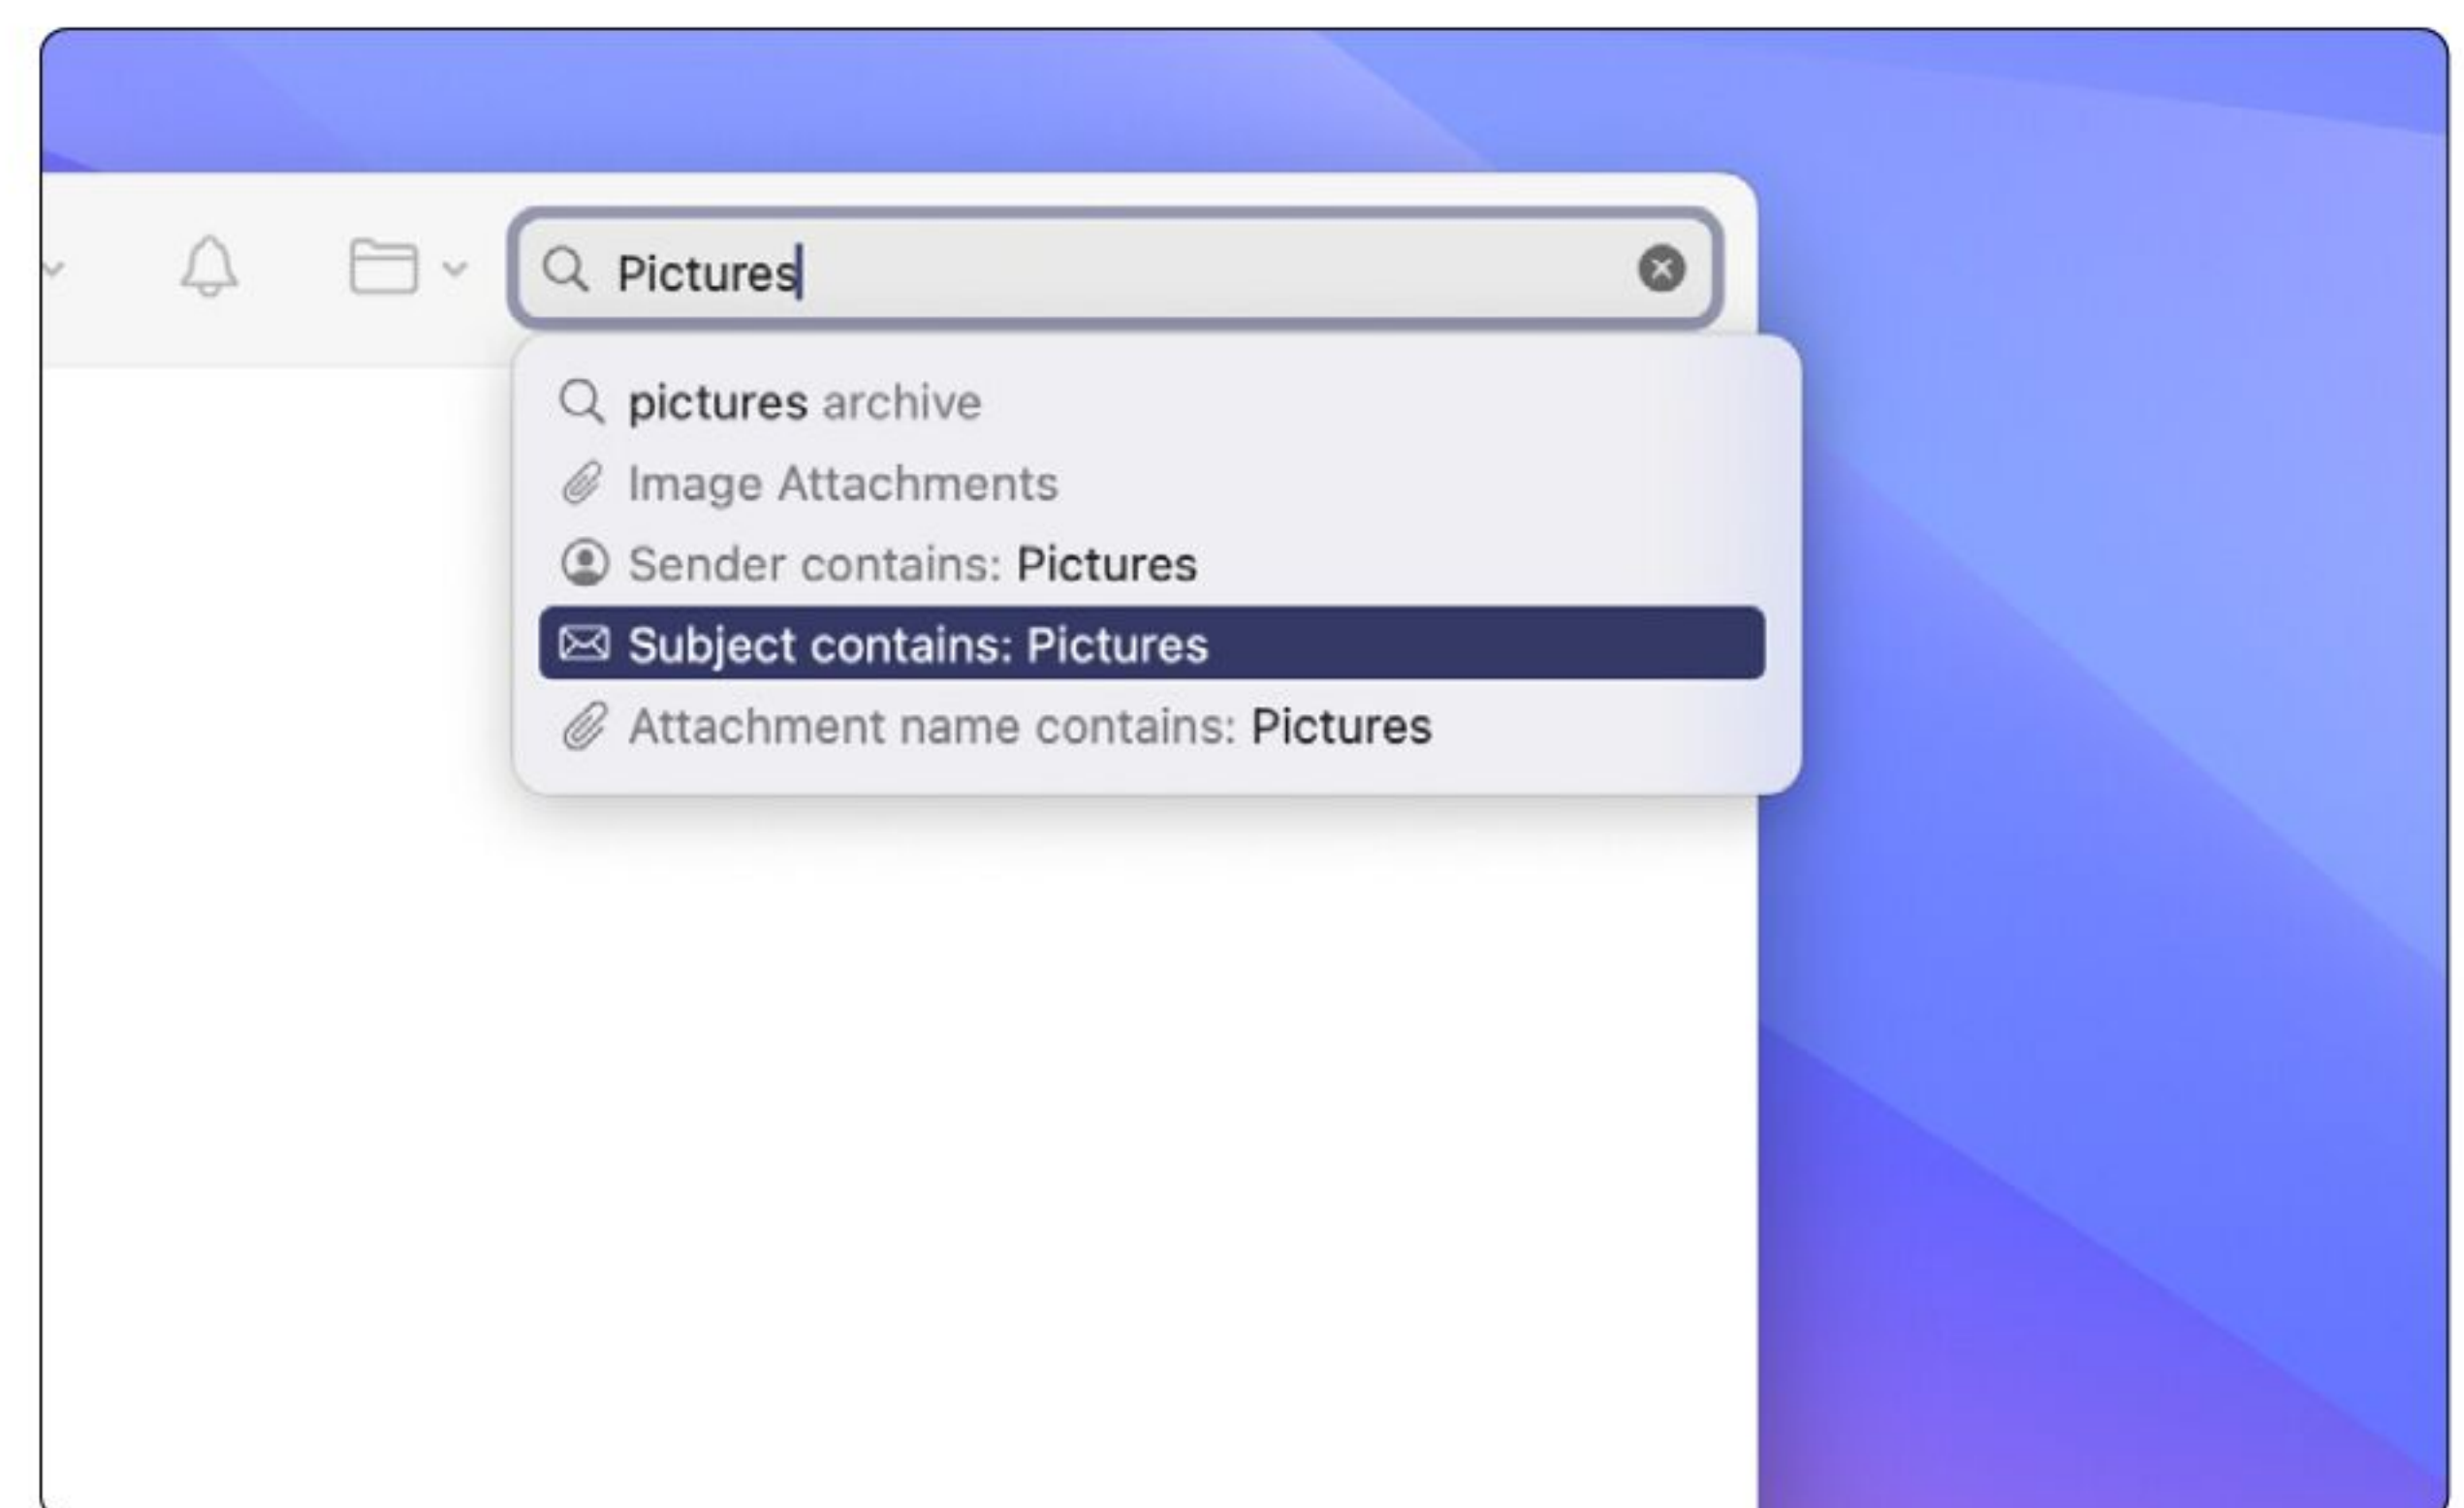 Pictures
pictures archive
Image Attachments
Sender contains: Pictures
Subject contains: Pictures
Attachment name contains: Pictures